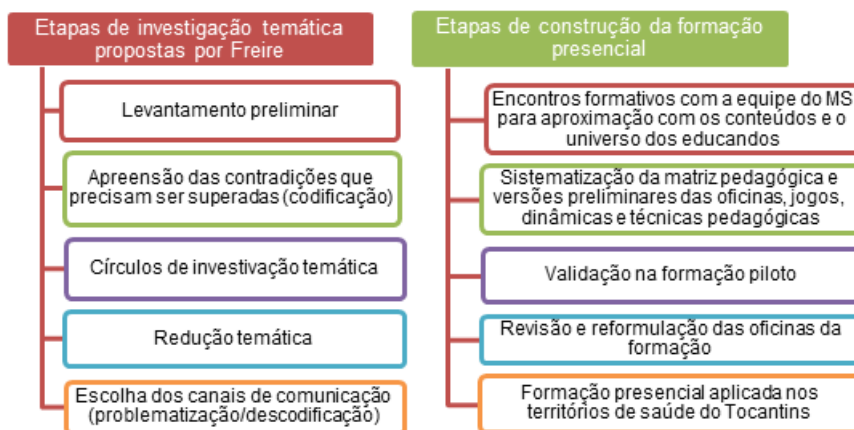 Etapas de investigação temática
propostas por Freire
Levantamento preliminar
Apreensão das contradições que
precisam ser superadas (codificação)
Círculos de investivação temática
Redução temática
Escolha dos canais de comunicação
(problematização/descodificação)
Etapas de construção da formação
presencial
Encontros formativos com a equipe do MS
para aproximação com os conteúdos e o
universo dos educandos
Sistematização da matriz pedagógica e
versões preliminares das oficinas, jogos,
dinâmicas e técnicas pedagógicas
Validação na formação piloto
Revisão e reformulação das oficinas da
formação
Formação presencial aplicada nos
territórios de saúde do Tocantins